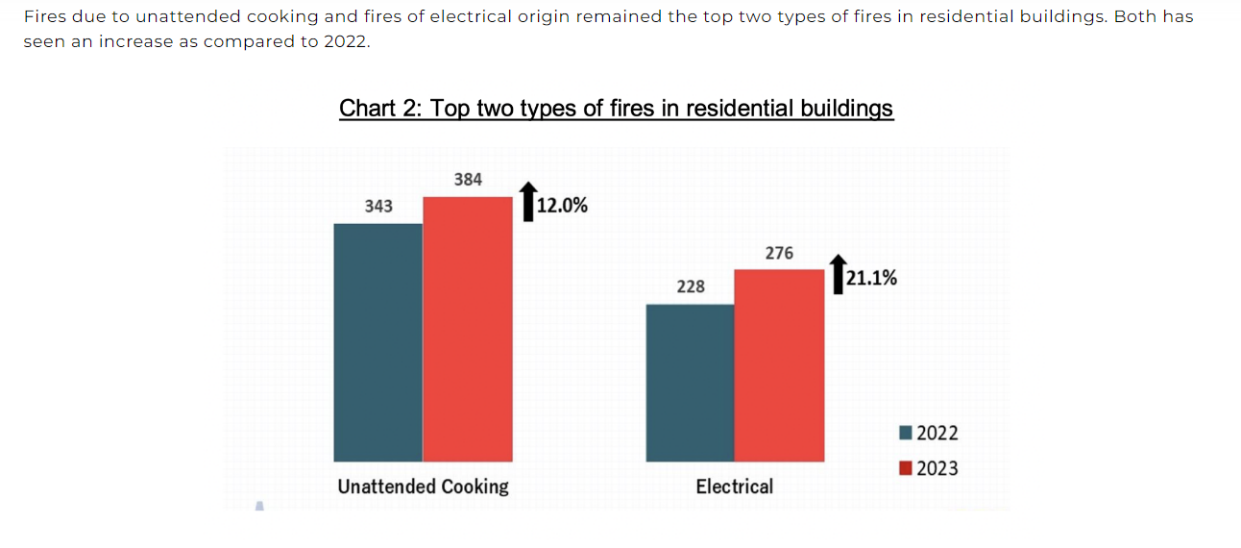 Fires due to unattended cooking and fires of electrical origin remained the top two types of fires in residential buildings. Both has
seen an increase as compared to 2022.
Chart 2: Top two types of fires in residential buildings
343
384
12.0%
228
276
21.1%
2022
2023
Unattended Cooking
Electrical